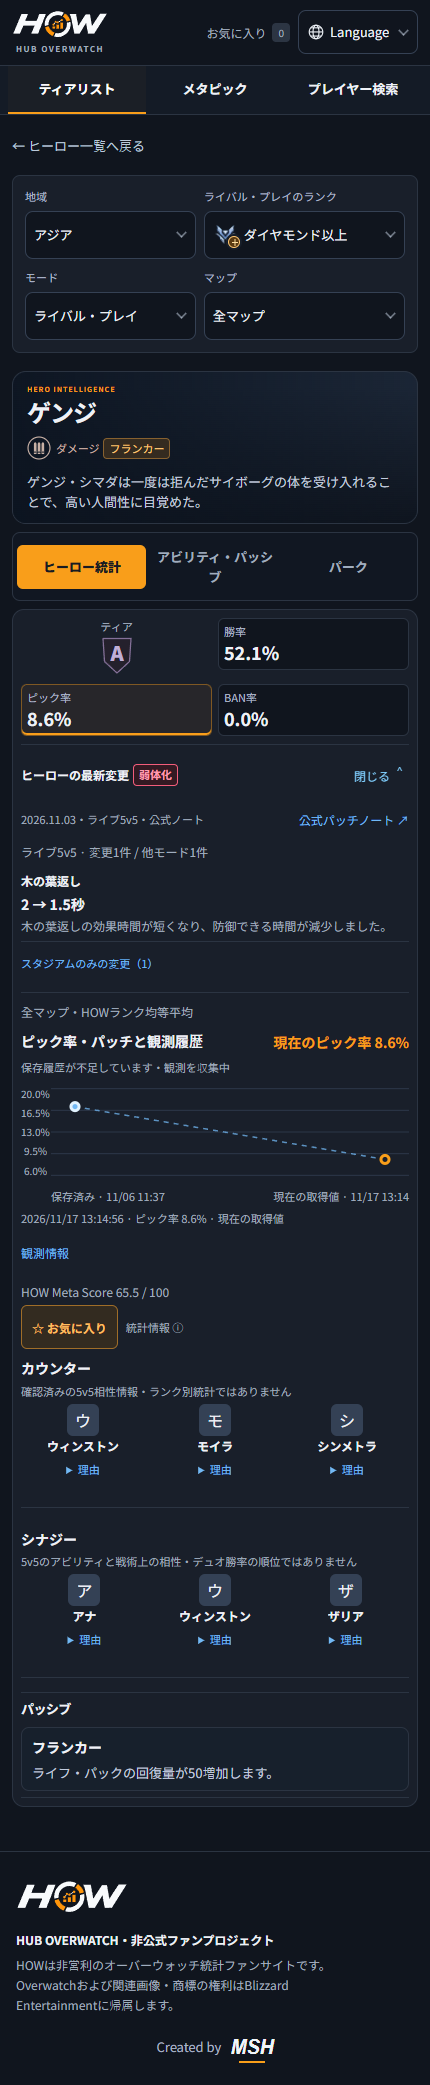 HOW
HUB OVERWATCH
お気に入り 0
Language
ティアリスト
メタピック
プレイヤー検索
← ヒーロー一覧へ戻る
地域
ライバル・プレイのランク
アジア
ダイヤモンド以上
モード
マップ
ライバル・プレイ
全マップ
HERO INTELLIGENCE
ゲンジ
ダメージ フランカー
ゲンジ・シマダは一度は拒んだサイボーグの体を受け入れるこ
とで、高い人間性に目覚めた。
ヒーロー統計
アビリティ・パッシ
ブ
パーク
ティア
A
勝率
52.1%
ピック率
8.6%
BAN率
0.0%
ヒーローの最新変更 弱体化
閉じる ^
2026.11.03・ライブ5v5・公式ノート
公式パッチノート ↗
ライブ5v5 · 変更1件 / 他モード1件
木の葉返し
2 → 1.5秒
木の葉返しの効果時間が短くなり、防御できる時間が減少しました。
スタジアムのみの変更（1）
全マップ・HOWランク均等平均
ピック率・パッチと観測履歴
現在のピック率 8.6%
保存履歴が不足しています・観測を収集中
20.0%
16.5%
13.0%
9.5%
6.0%
保存済み · 11/06 11:37
現在の取得値 · 11/17 13:14
2026/11/17 13:14:56 · ピック率 8.6% · 現在の取得値
観測情報
HOW Meta Score 65.5 / 100
☆ お気に入り
統計情報 ⓘ
カウンター
確認済みの5v5相性情報・ランク別統計ではありません
ウ
モ
シ
ウィンストン
モイラ
シンメトラ
▶ 理由
▶ 理由
▶ 理由
シナジー
5v5のアビリティと戦術上の相性・デュオ勝率の順位ではありません
ア
ウ
ザ
アナ
ウィンストン
ザリア
▶ 理由
▶ 理由
▶ 理由
パッシブ
フランカー
ライフ・パックの回復量が50増加します。
HOW
HUB OVERWATCH・非公式ファンプロジェクト
HOWは非営利のオーバーウォッチ統計ファンサイトです。
Overwatchおよび関連画像・商標の権利はBlizzard
Entertainmentに帰属します。
Created by MSH